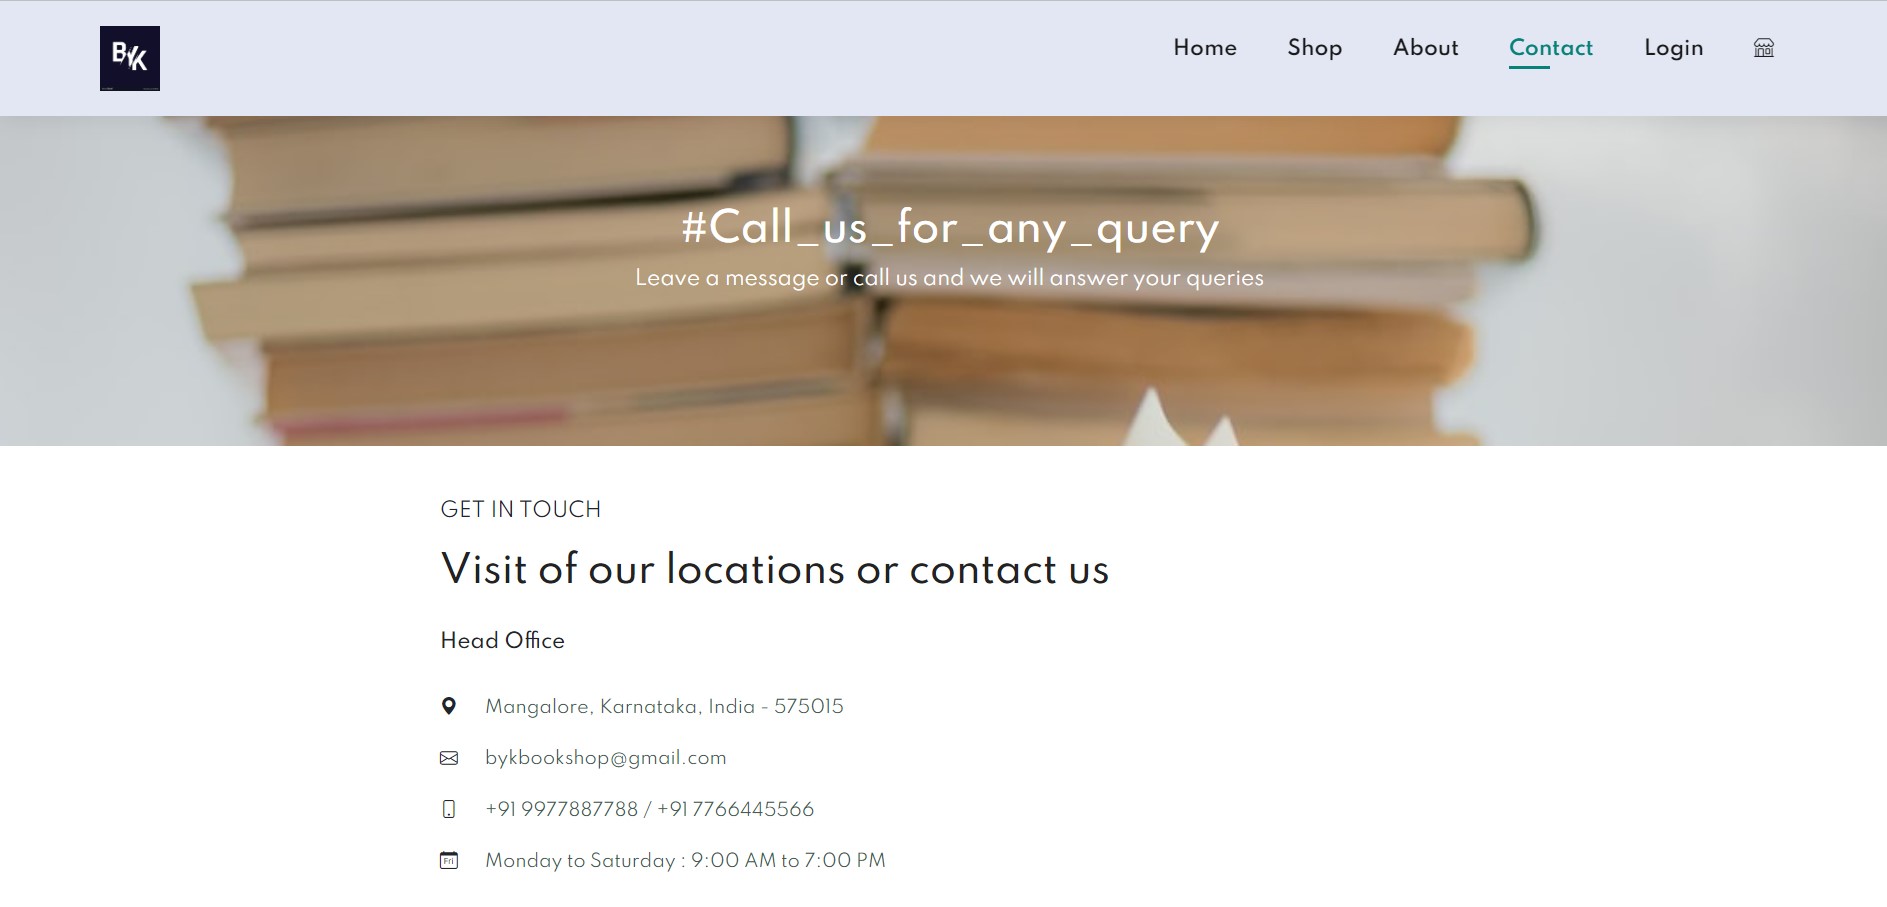 BYK
Home Shop About Contact Login
#Call_us_for_any_query
Leave a message or call us and we will answer your queries
GET IN TOUCH
Visit of our locations or contact us
Head Office
Mangalore, Karnataka, India - 575015
bykbookshop@gmail.com
+91 9977887788 / +91 7766445566
Fri
Monday to Saturday : 9:00 AM to 7:00 PM